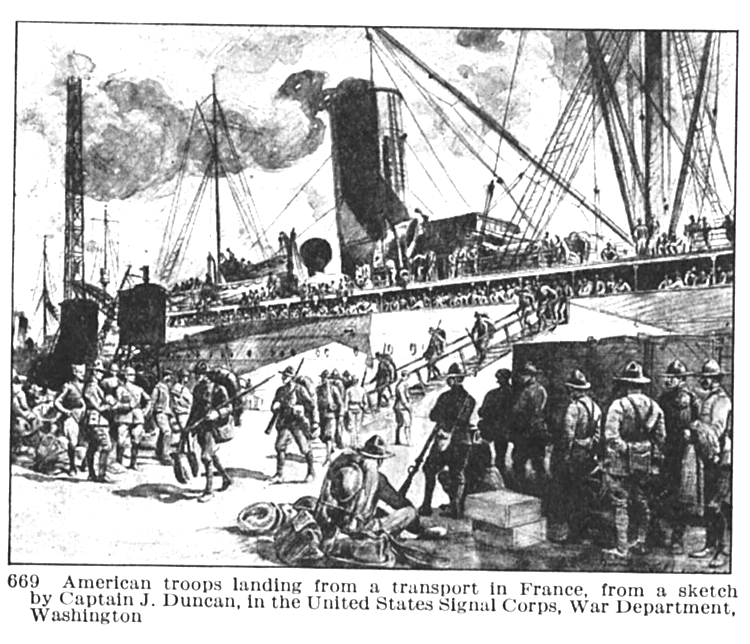 669 American troops landing from a transport in France, from a sketch
by Captain J. Duncan, in the United States Signal Corps, War Department,
Washington